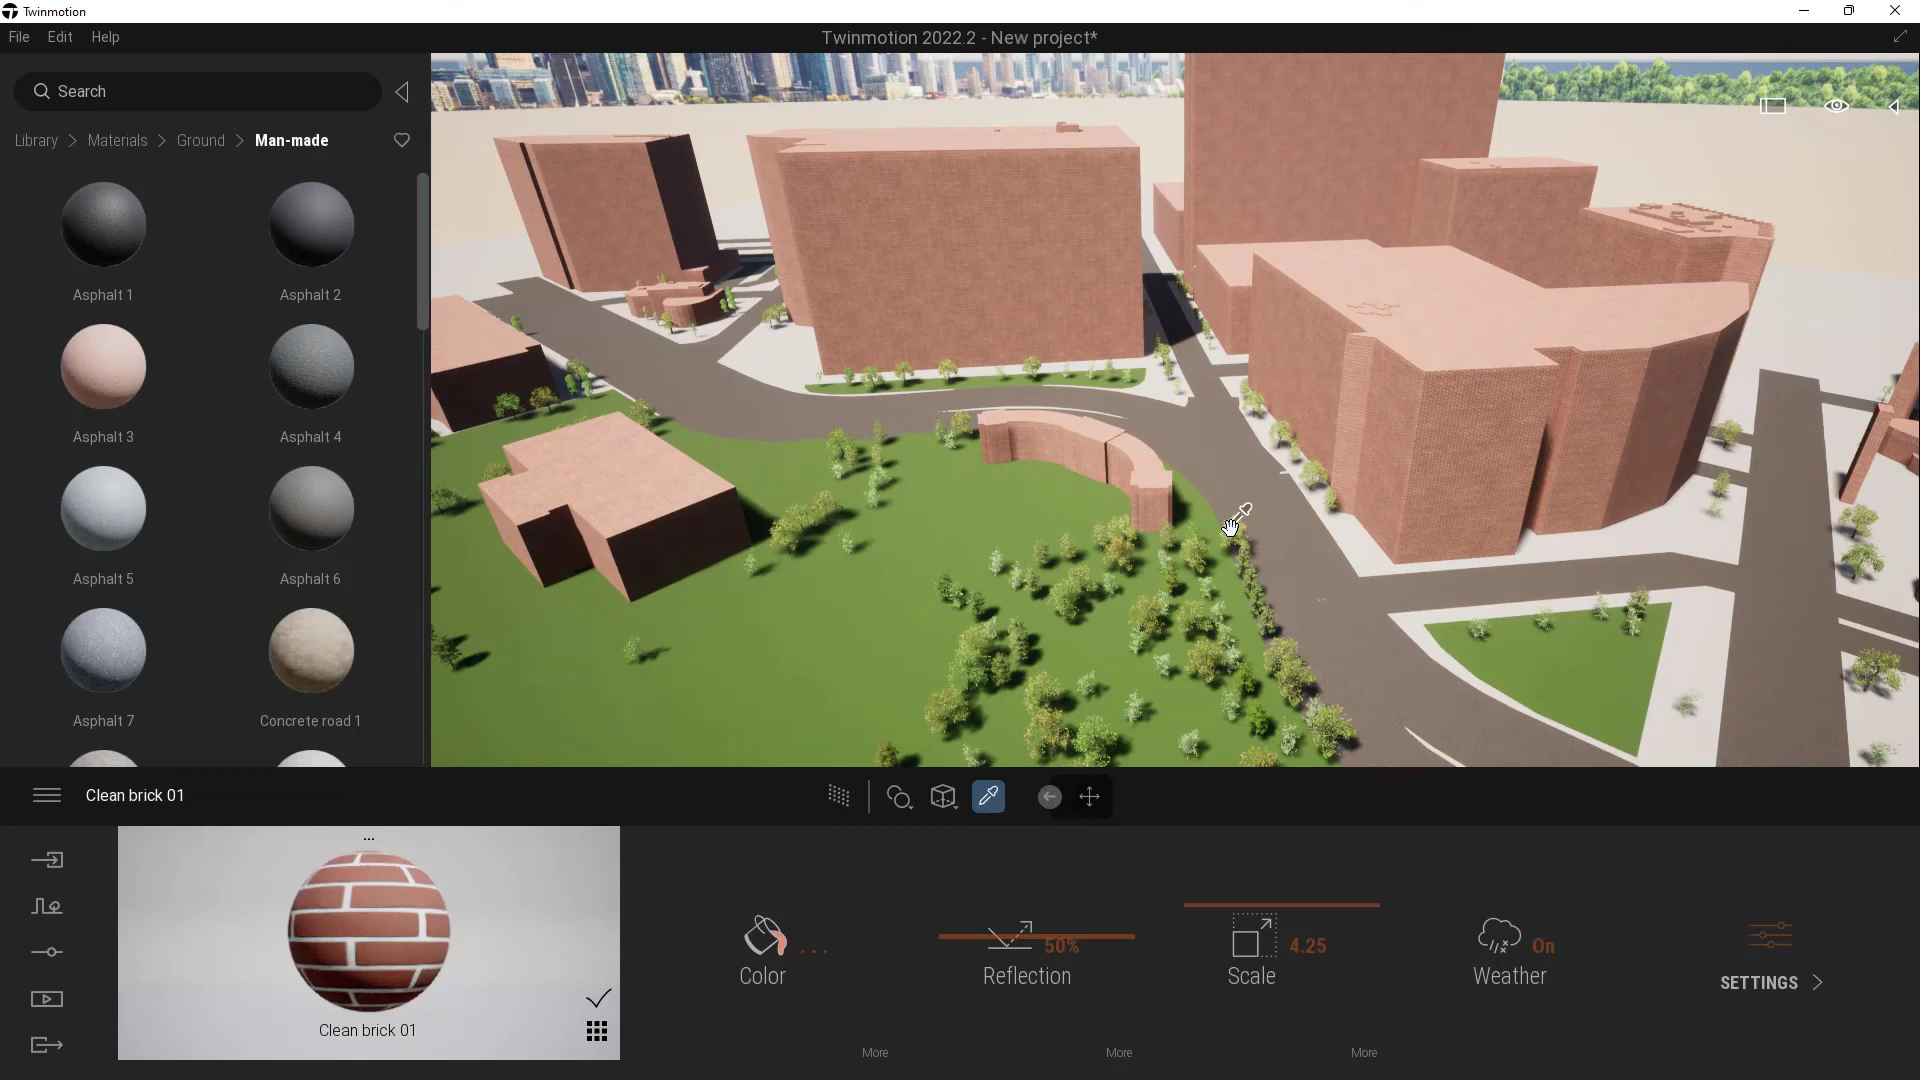 Twinmotion
File Edit Help
Twinmotion 2022.2 - New project*
Search
Library > Materials > Ground > Man-made
Asphalt 1
Asphalt 2
Asphalt 3
Asphalt 4
Asphalt 5
Asphalt 6
Asphalt 7
Concrete road 1
Clean brick 01
...
Clean brick 01
...
Color
50%
Reflection
4.25
Scale
On
Weather
SETTINGS >
More
More
More